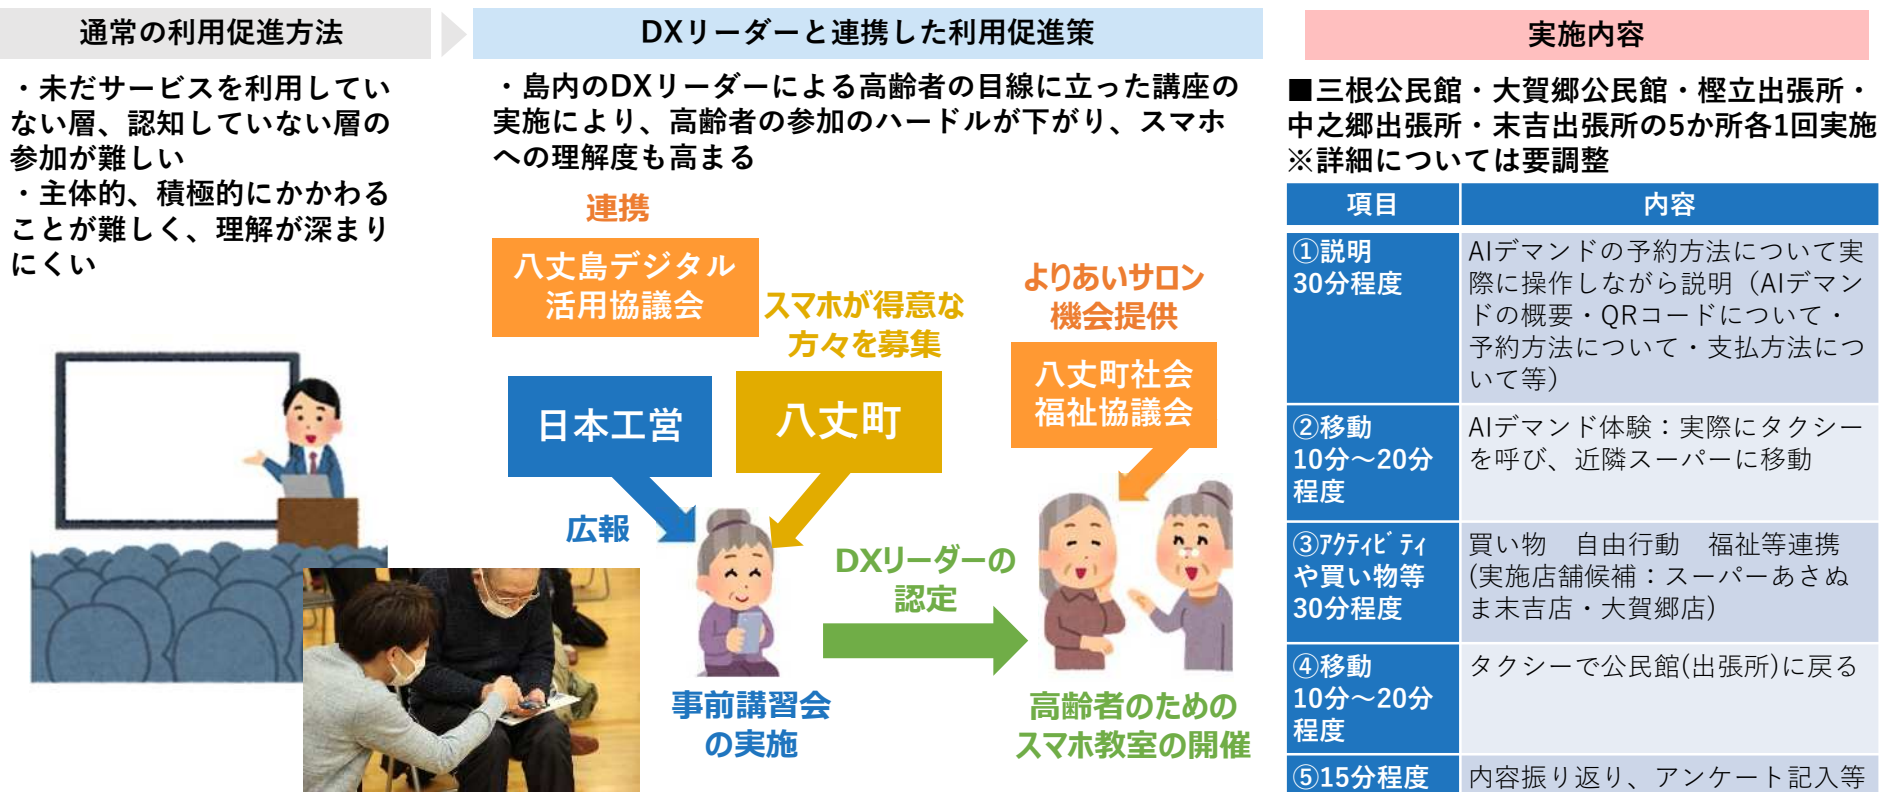 通常の利用促進方法
・未だサービスを利用してい
ない層、認知していない層の
参加が難しい
・主体的、積極的にかかわる
ことが難しく、理解が深まり
にくい
DXリーダーと連携した利用促進策
・島内のDXリーダーによる高齢者の目線に立った講座の
実施により、高齢者の参加のハードルが下がり、スマホ
への理解度も高まる
連携
八丈島デジタル
活用協議会
スマホが得意な
方々を募集
よりあいサロン
機会提供
日本工営
八丈町
八丈町社会
福祉協議会
広報
DXリーダーの
認定
事前講習会
の実施
高齢者のための
スマホ教室の開催
実施内容
■三根公民館・大賀郷公民館・樫立出張所・
中之郷出張所・末吉出張所の5か所各1回実施
※詳細については要調整
項目
内容
①説明
30分程度
AIデマンドの予約方法について実
際に操作しながら説明（AIデマン
ドの概要・QRコードについて・
予約方法について・支払方法につ
いて等）
②移動
10分～20分
程度
AIデマンド体験：実際にタクシー
を呼び、近隣スーパーに移動
③ｱｸﾃｨﾋﾞﾃｨ
や買い物等
30分程度
買い物　自由行動　福祉等連携
(実施店舗候補：スーパーあさぬ
ま末吉店・大賀郷店)
④移動
10分～20分
程度
タクシーで公民館(出張所)に戻る
⑤15分程度
内容振り返り、アンケート記入等